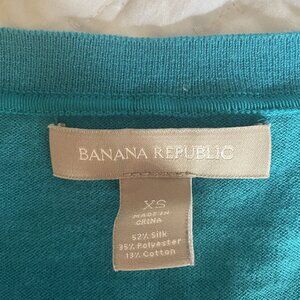 BANANA REPUBLIC
XS
MADE IN
CHINA
52% Silk
35% Polyester
13% Cotton